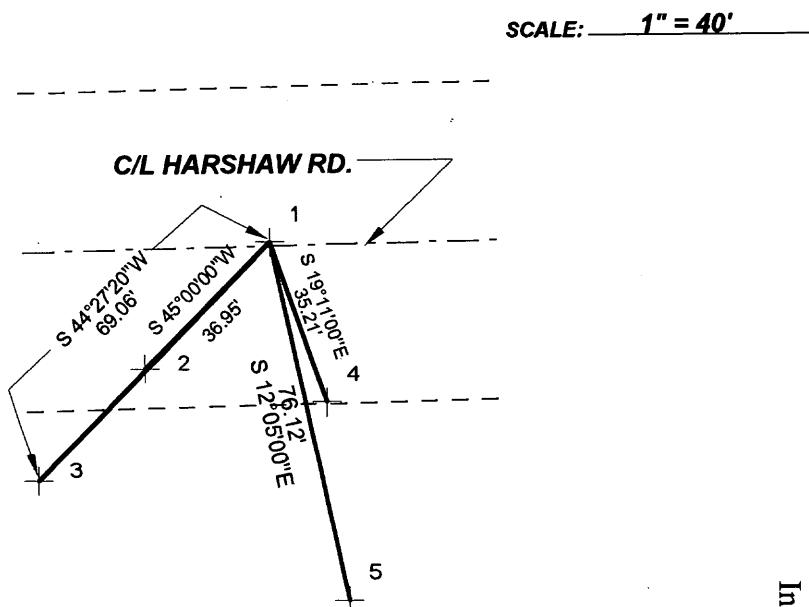 SCALE: 1" = 40'
C/L HARSHAW RD.
1
S 44°27'20"W
69.06'
S 45°00'00"W
36.95'
S 19°11'00"E
35.21'
2
4
76.12'
S 12°05'00"E
3
5
In